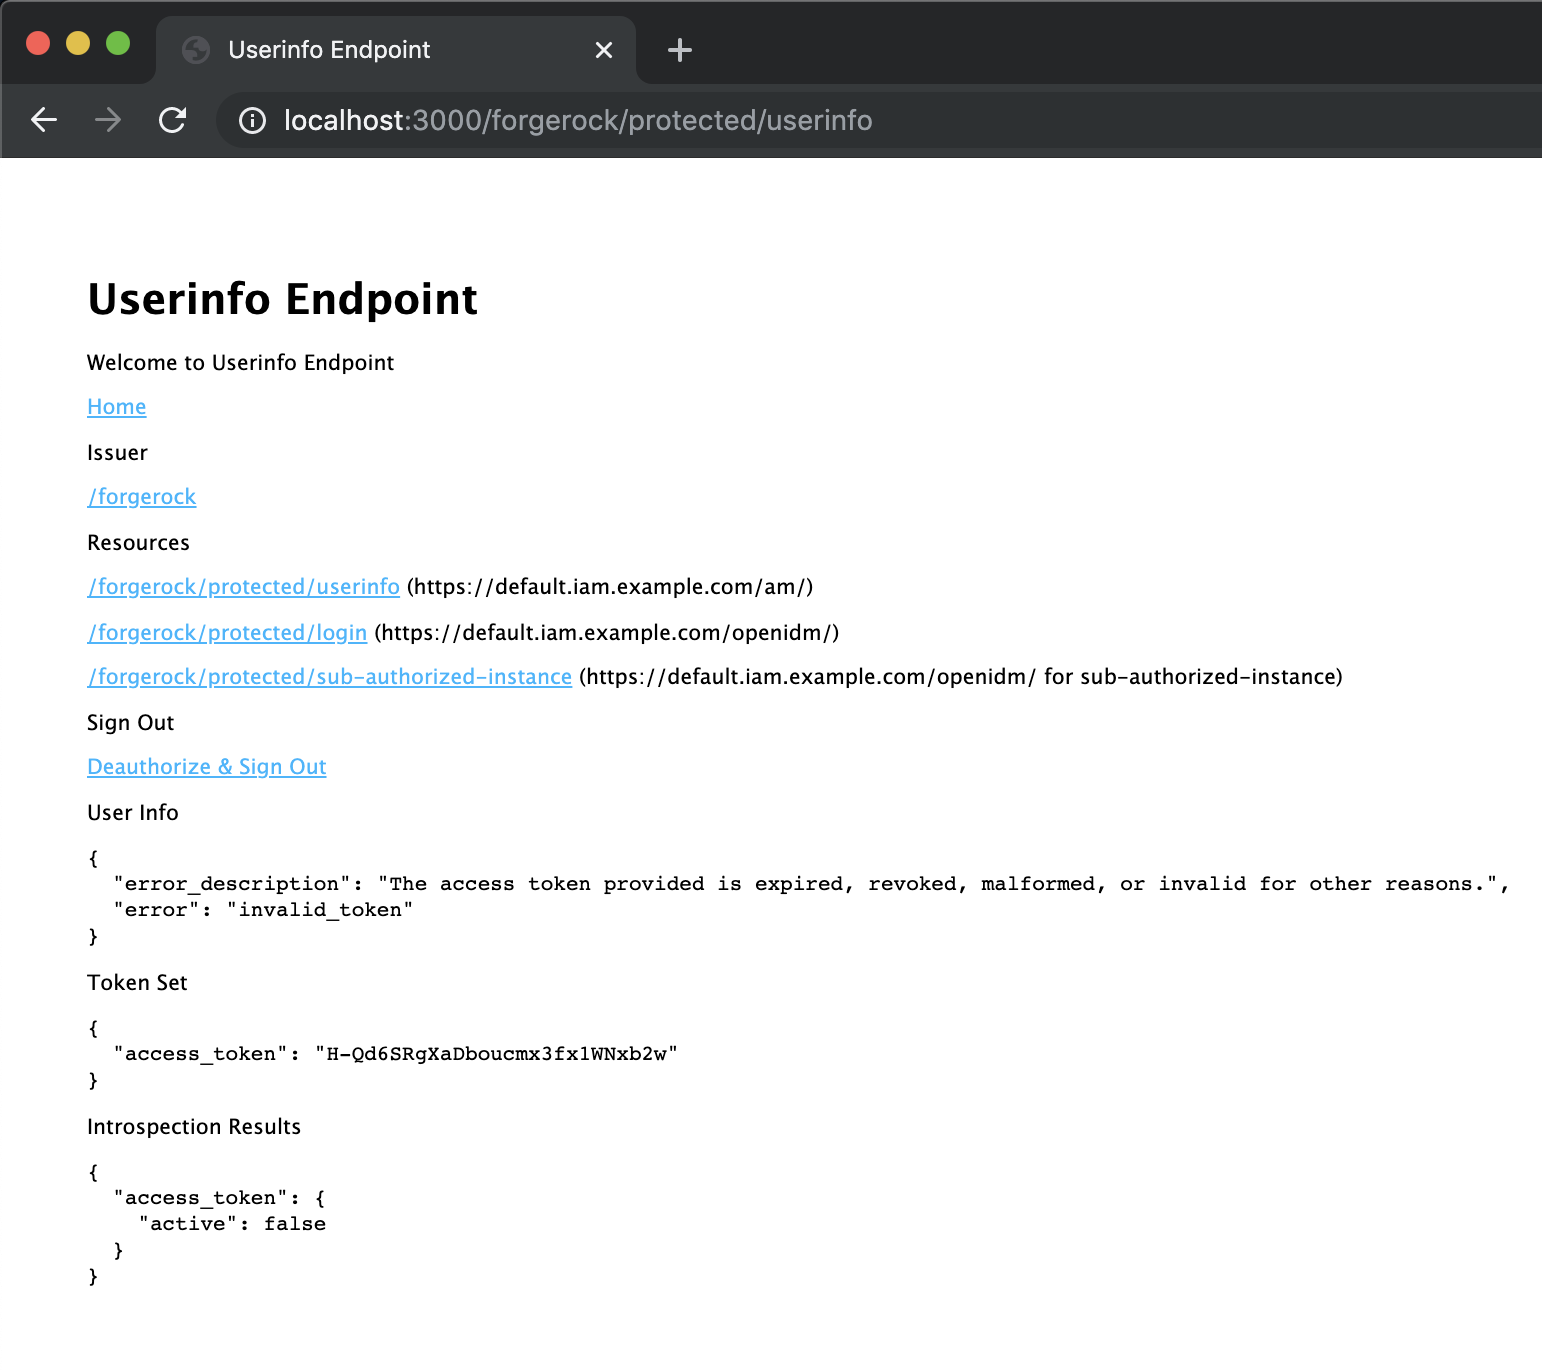 Userinfo Endpoint
localhost:3000/forgerock/protected/userinfo
Userinfo Endpoint
Welcome to Userinfo Endpoint
Home
Issuer
/forgerock
Resources
/forgerock/protected/userinfo (https://default.iam.example.com/am/)
/forgerock/protected/login (https://default.iam.example.com/openidm/)
/forgerock/protected/sub-authorized-instance (https://default.iam.example.com/openidm/ for sub-authorized-instance)
Sign Out
Deauthorize & Sign Out
User Info
{
  "error_description": "The access token provided is expired, revoked, malformed, or invalid for other reasons.",
  "error": "invalid_token"
}
Token Set
{
  "access_token": "H-Qd6SRgXaDboucmx3fx1WNxb2w"
}
Introspection Results
{
  "access_token": {
    "active": false
  }
}